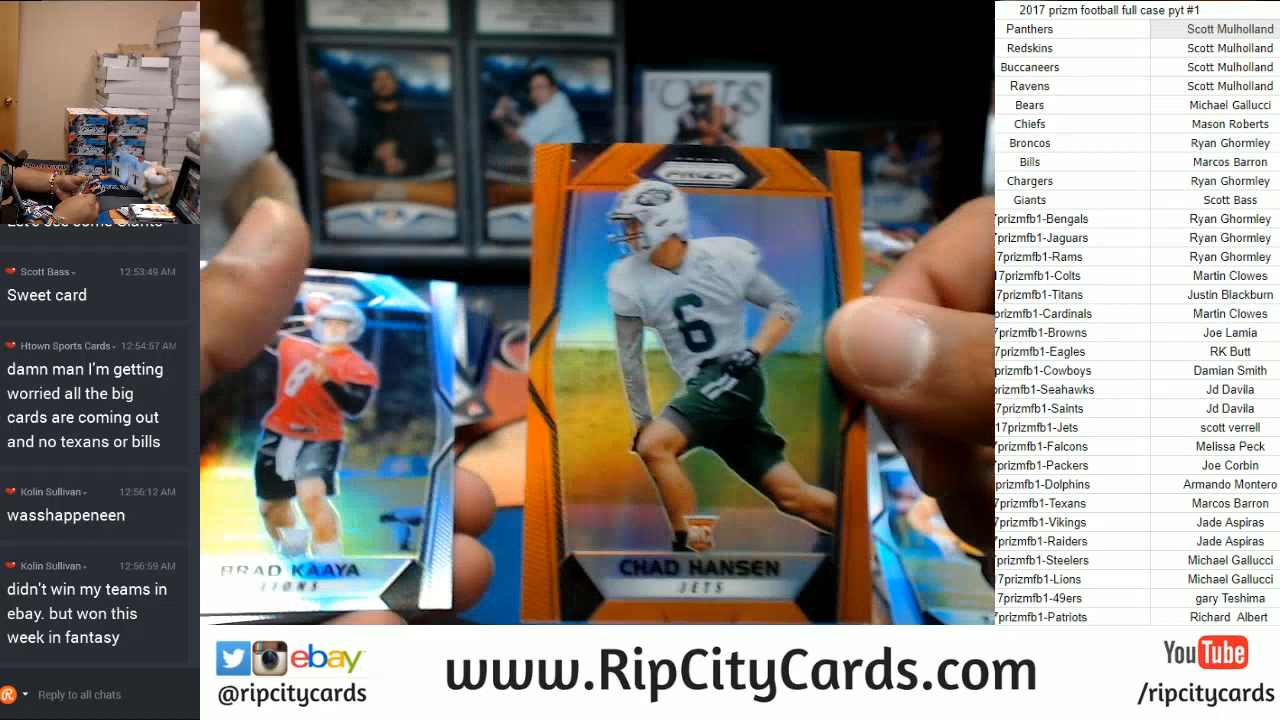 Scott Bass 12:53:49 AM
Sweet card
Htown Sports Cards 12:54:57 AM
damn man I'm getting
worried all the big
cards are coming out
and no texans or bills
Kolin Sullivan 12:56:12 AM
wasshappeneen
Kolin Sullivan 12:56:59 AM
didn't win my teams in
ebay. but won this
week in fantasy
Reply to all chats
PRIZM
6
RC
CHAD HANSEN
JETS
8
BRAD KAAYA
LIONS
2017 prizm football full case pyt #1
Panthers Scott Mulholland
Redskins Scott Mulholland
Buccaneers Scott Mulholland
Ravens Scott Mulholland
Bears Michael Gallucci
Chiefs Mason Roberts
Broncos Ryan Ghormley
Bills Marcos Barron
Chargers Ryan Ghormley
Giants Scott Bass
7prizmfb1-Bengals Ryan Ghormley
7prizmfb1-Jaguars Ryan Ghormley
17prizmfb1-Rams Ryan Ghormley
17prizmfb1-Colts Martin Clowes
7prizmfb1-Titans Justin Blackburn
prizmfb1-Cardinals Martin Clowes
7prizmfb1-Browns Joe Lamia
7prizmfb1-Eagles RK Butt
prizmfb1-Cowboys Damian Smith
rizmfb1-Seahawks Jd Davila
7prizmfb1-Saints Jd Davila
17prizmfb1-Jets scott verrell
7prizmfb1-Falcons Melissa Peck
7prizmfb1-Packers Joe Corbin
prizmfb1-Dolphins Armando Montero
7prizmfb1-Texans Marcos Barron
7prizmfb1-Vikings Jade Aspiras
7prizmfb1-Raiders Jade Aspiras
7prizmfb1-Steelers Michael Gallucci
17prizmfb1-Lions Michael Gallucci
7prizmfb1-49ers gary Teshima
7prizmfb1-Patriots Richard Albert
ebay
@ripcitycards
www.RipCityCards.com
YouTube
/ripcitycards